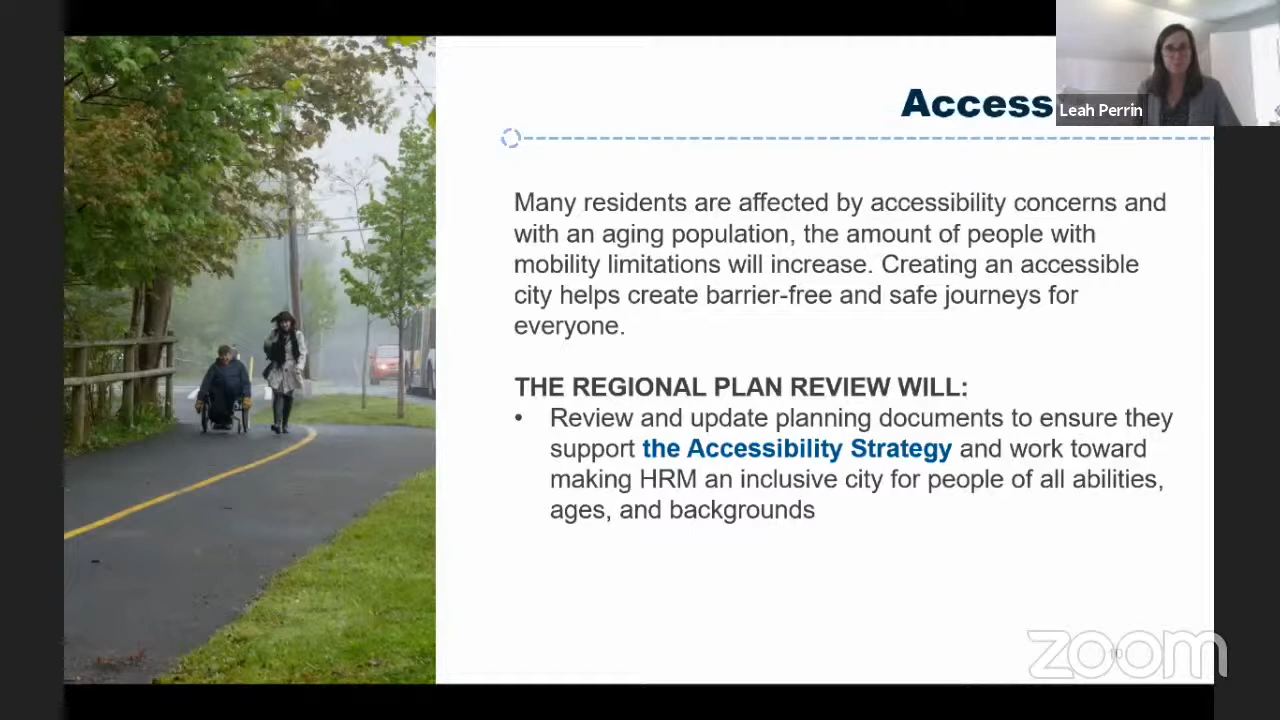 Access
Leah Perrin
Many residents are affected by accessibility concerns and
with an aging population, the amount of people with
mobility limitations will increase. Creating an accessible
city helps create barrier-free and safe journeys for
everyone.
THE REGIONAL PLAN REVIEW WILL:
• Review and update planning documents to ensure they
support the Accessibility Strategy and work toward
making HRM an inclusive city for people of all abilities,
ages, and backgrounds
zoom
10